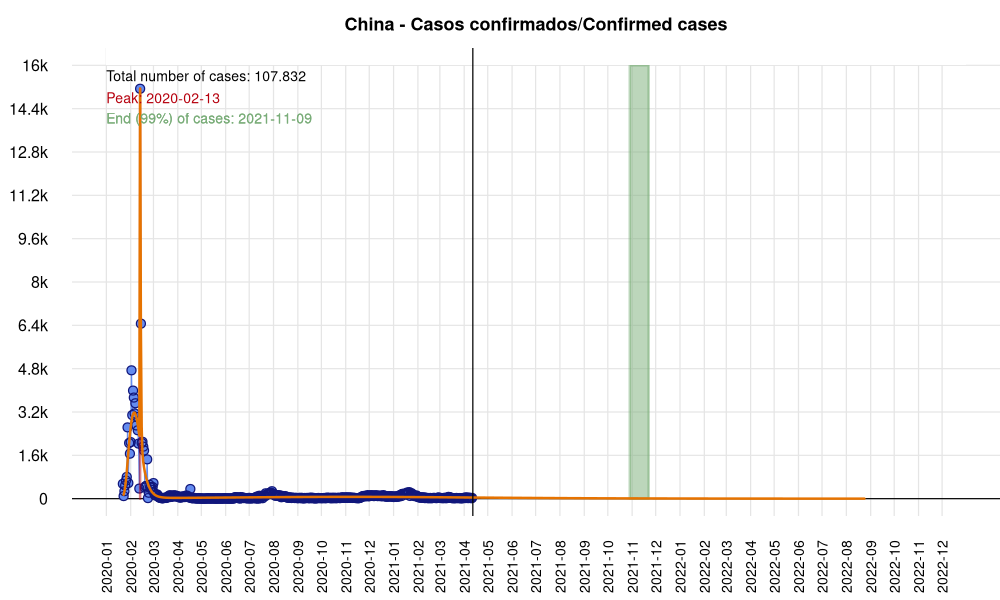 China - Casos confirmados/Confirmed cases
16k
14.4k
12.8k
11.2k
9.6k
8k
6.4k
4.8k
3.2k
1.6k
0
Total number of cases: 107.832
Peak: 2020-02-13
End (99%) of cases: 2021-11-09
2020-01
2020-02
2020-03
2020-04
2020-05
2020-06
2020-07
2020-08
2020-09
2020-10
2020-11
2020-12
2021-01
2021-02
2021-03
2021-04
2021-05
2021-06
2021-07
2021-08
2021-09
2021-10
2021-11
2021-12
2022-01
2022-02
2022-03
2022-04
2022-05
2022-06
2022-07
2022-08
2022-09
2022-10
2022-11
2022-12